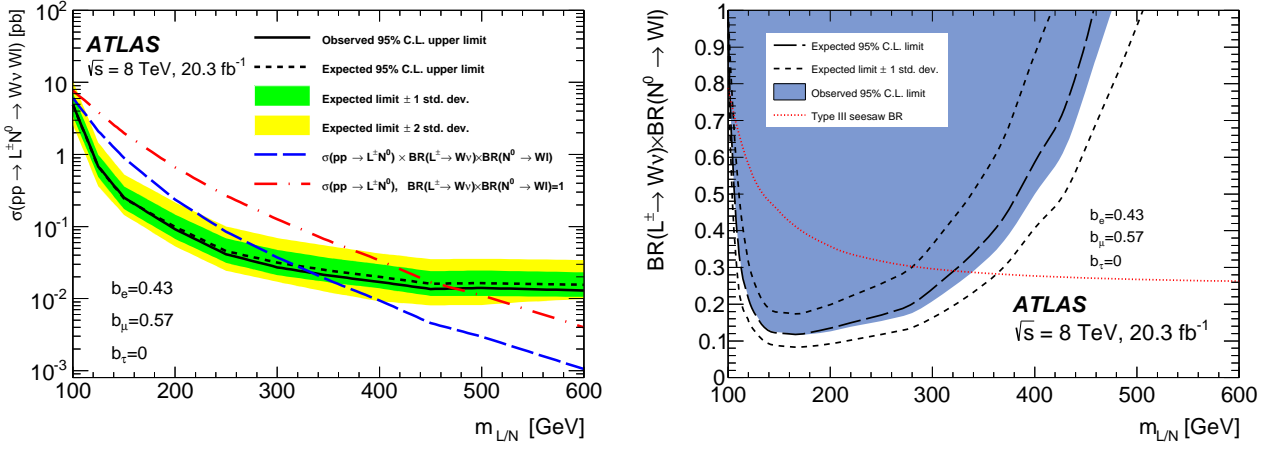 σ(pp → L±N⁰ → Wν Wl) [pb]
ATLAS
√s = 8 TeV, 20.3 fb⁻¹
Observed 95% C.L. upper limit
Expected 95% C.L. upper limit
Expected limit ± 1 std. dev.
Expected limit ± 2 std. dev.
σ(pp → L±N⁰) × BR(L± → Wν)×BR(N⁰ → Wl)
σ(pp → L±N⁰), BR(L± → Wν)×BR(N⁰ → Wl)=1
10²
10
1
10⁻¹
10⁻²
10⁻³
bₑ=0.43
b_μ=0.57
b_τ=0
100 200 300 400 500 600
m_L/N [GeV]
BR(L± → Wν)×BR(N⁰ → Wl)
1
0.9
0.8
0.7
0.6
0.5
0.4
0.3
0.2
0.1
0
Expected 95% C.L. limit
Expected limit ± 1 std. dev.
Observed 95% C.L. limit
Type III seesaw BR
bₑ=0.43
b_μ=0.57
b_τ=0
ATLAS
√s = 8 TeV, 20.3 fb⁻¹
100 200 300 400 500 600
m_L/N [GeV]